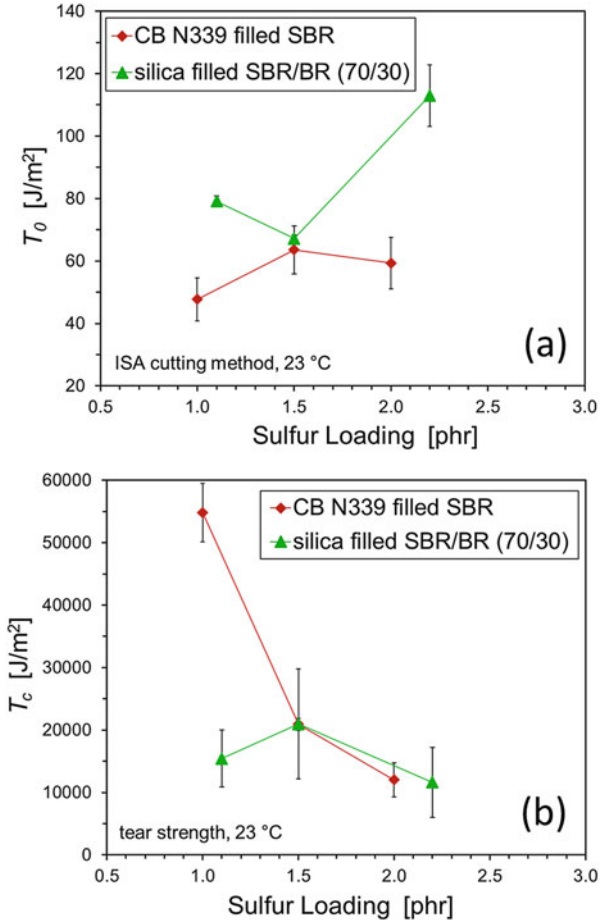 140
CB N339 filled SBR
120
silica filled SBR/BR (70/30)
100
T₀ [J/m²]
80
60
40
ISA cutting method, 23 °C
(a)
20
0.5 1.0 1.5 2.0 2.5 3.0
Sulfur Loading [phr]
60000
CB N339 filled SBR
50000
silica filled SBR/BR (70/30)
40000
T_c [J/m²]
30000
20000
10000
tear strength, 23 °C
(b)
0
0.5 1.0 1.5 2.0 2.5 3.0
Sulfur Loading [phr]